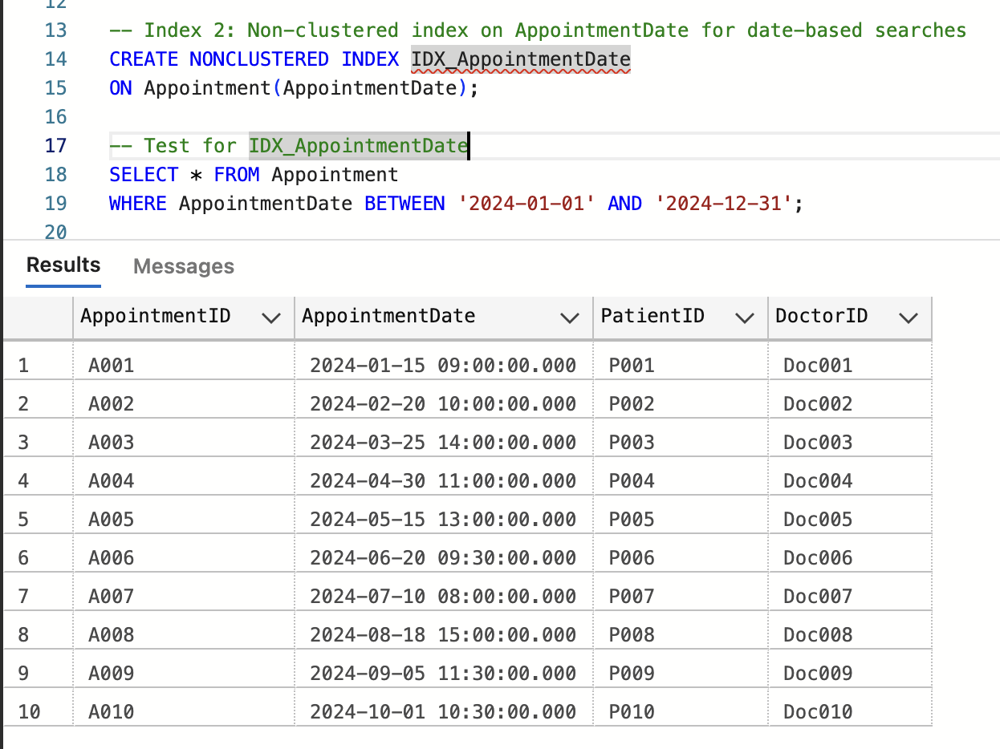 12
13 -- Index 2: Non-clustered index on AppointmentDate for date-based searches
14 CREATE NONCLUSTERED INDEX IDX_AppointmentDate
15 ON Appointment(AppointmentDate);
16
17 -- Test for IDX_AppointmentDate
18 SELECT * FROM Appointment
19 WHERE AppointmentDate BETWEEN '2024-01-01' AND '2024-12-31';
20
Results Messages
AppointmentID AppointmentDate PatientID DoctorID
1 A001 2024-01-15 09:00:00.000 P001 Doc001
2 A002 2024-02-20 10:00:00.000 P002 Doc002
3 A003 2024-03-25 14:00:00.000 P003 Doc003
4 A004 2024-04-30 11:00:00.000 P004 Doc004
5 A005 2024-05-15 13:00:00.000 P005 Doc005
6 A006 2024-06-20 09:30:00.000 P006 Doc006
7 A007 2024-07-10 08:00:00.000 P007 Doc007
8 A008 2024-08-18 15:00:00.000 P008 Doc008
9 A009 2024-09-05 11:30:00.000 P009 Doc009
10 A010 2024-10-01 10:30:00.000 P010 Doc010